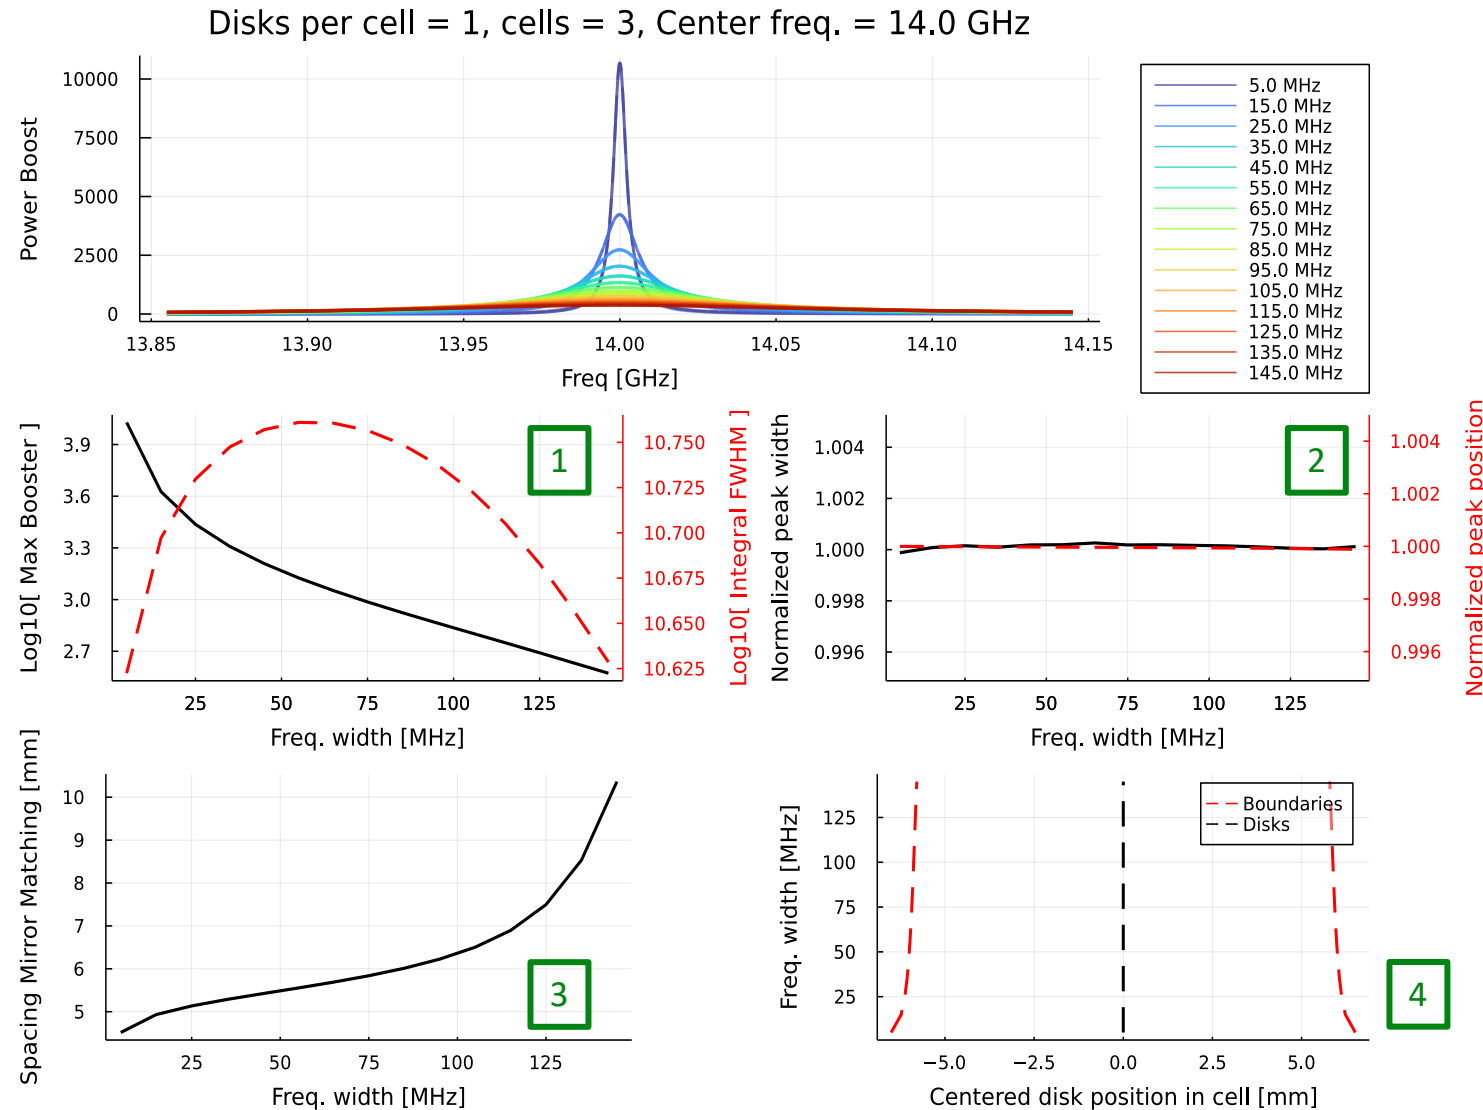 Disks per cell = 1, cells = 3, Center freq. = 14.0 GHz
Power Boost
10000
7500
5000
2500
0
13.85
13.90
13.95
14.00
14.05
14.10
14.15
Freq [GHz]
5.0 MHz
15.0 MHz
25.0 MHz
35.0 MHz
45.0 MHz
55.0 MHz
65.0 MHz
75.0 MHz
85.0 MHz
95.0 MHz
105.0 MHz
115.0 MHz
125.0 MHz
135.0 MHz
145.0 MHz
Log10[ Max Booster ]
3.9
3.6
3.3
3.0
2.7
25
50
75
100
125
Freq. width [MHz]
1
10.750
10.725
10.700
10.675
10.650
10.625
Log10[ Integral FWHM ]
Normalized peak width
1.004
1.002
1.000
0.998
0.996
25
50
75
100
125
Freq. width [MHz]
2
1.004
1.002
1.000
0.998
0.996
Normalized peak position
Spacing Mirror Matching [mm]
10
9
8
7
6
5
25
50
75
100
125
Freq. width [MHz]
3
Freq. width [MHz]
125
100
75
50
25
−5.0
−2.5
0.0
2.5
5.0
Centered disk position in cell [mm]
Boundaries
Disks
4